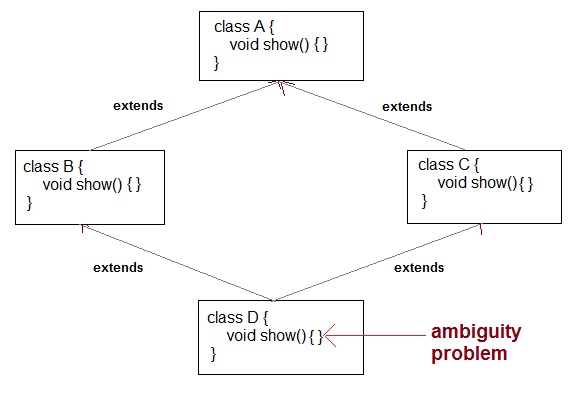 class A {
void show() { }
}
extends
extends
class B {
void show() { }
}
class C {
void show(){ }
}
extends
extends
class D {
void show(){ }
}
ambiguity
problem